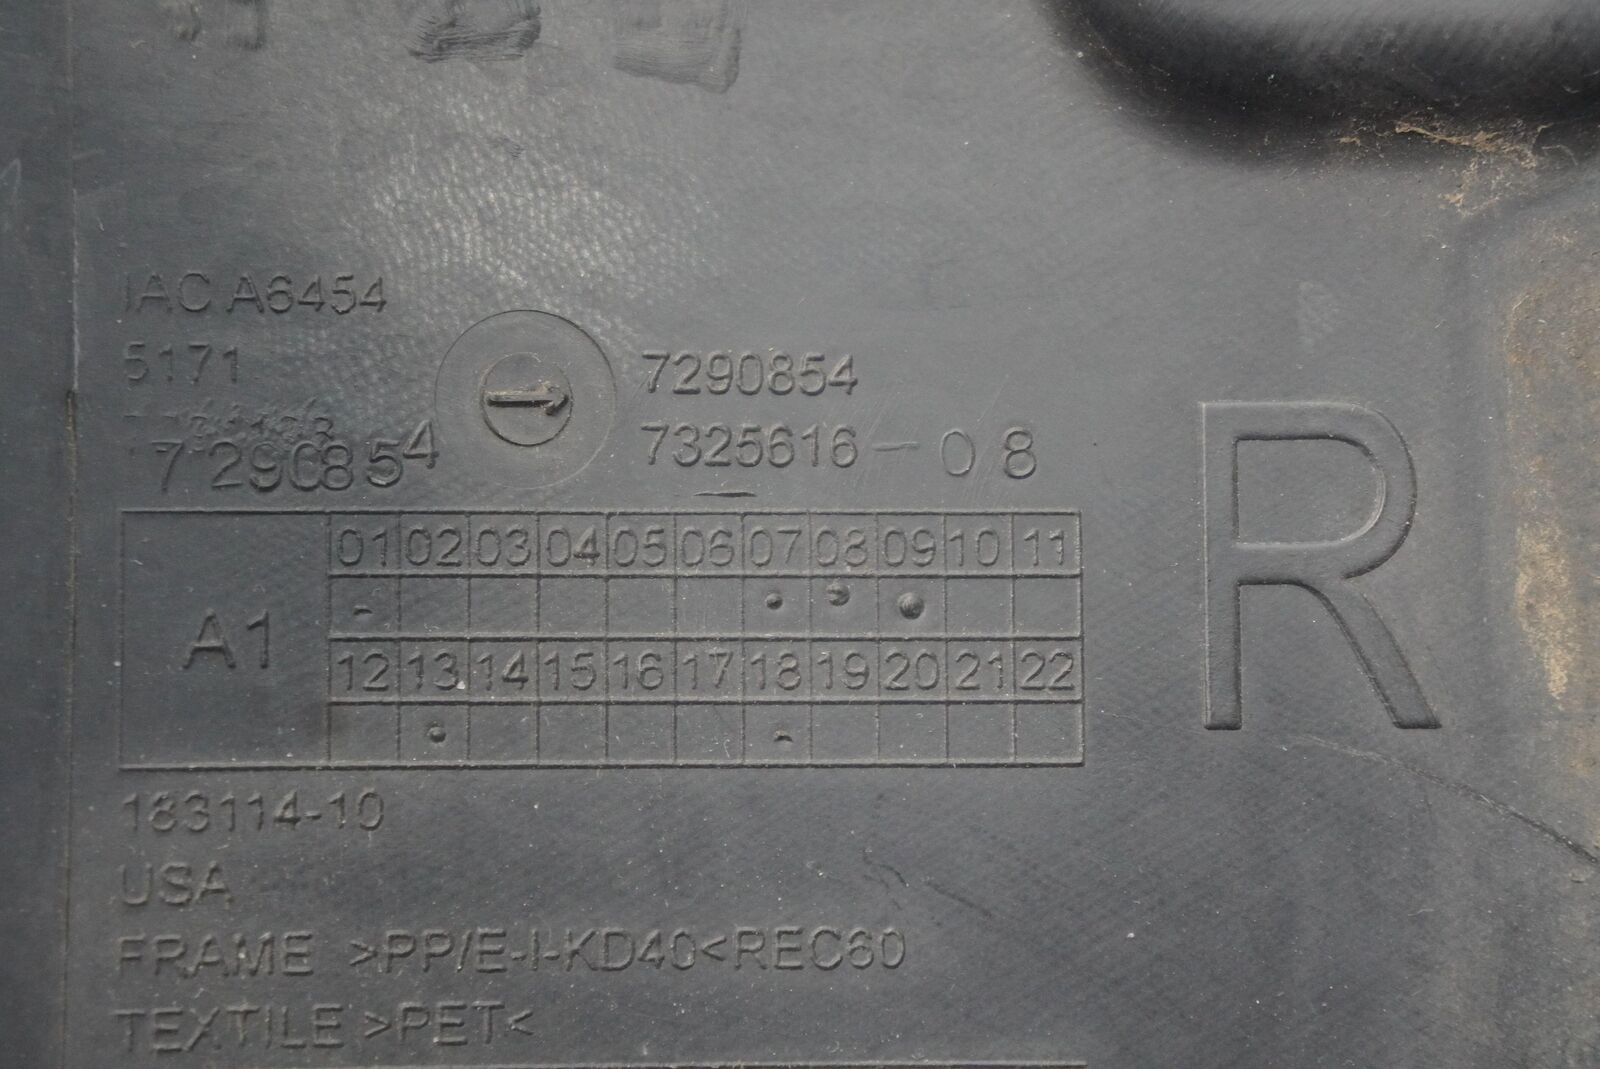 IAC A6454
5171
7290854
7290854
7325616-08
R
A1
01 02 03 04 05 06 07 08 09 10 11
12 13 14 15 16 17 18 19 20 21 22
183114-10
USA
FRAME >PP/E-I-KD40<REC60
TEXTILE >PET<